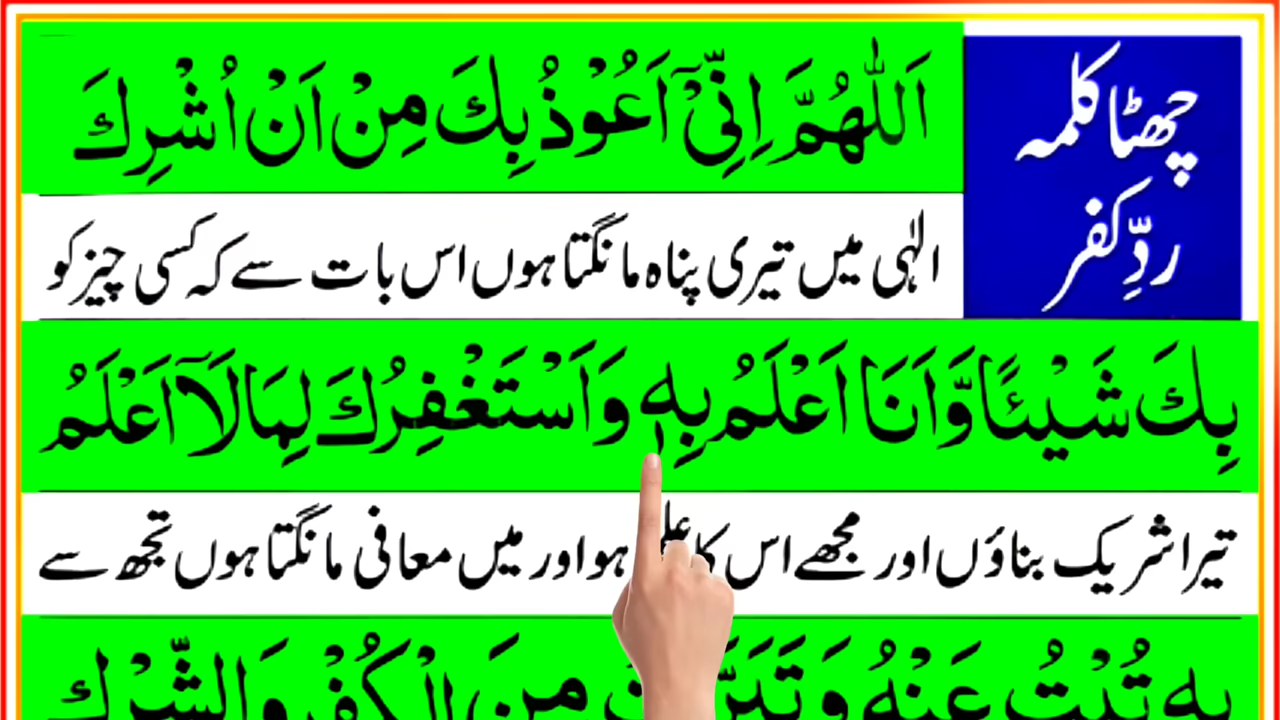 چھٹا کلمہ
ردِّ کفر
اَللّٰهُمَّ اِنِّیْۤ اَعُوْذُ بِكَ مِنْ اَنْ اُشْرِكَ
الٰہی میں تیری پناہ مانگتا ہوں اس بات سے کہ کسی چیز کو
بِكَ شَیْئًا وَّاَنَا اَعْلَمُ بِهٖ وَاَسْتَغْفِرُكَ لِمَا لَاۤ اَعْلَمُ
تیرا شریک بناؤں اور مجھے اس کا علم ہو اور میں معافی مانگتا ہوں تجھ سے
بِهٖ تُبْتُ عَنْهُ وَ مِنَ الْكُفْرِ وَالشِّرْكِ